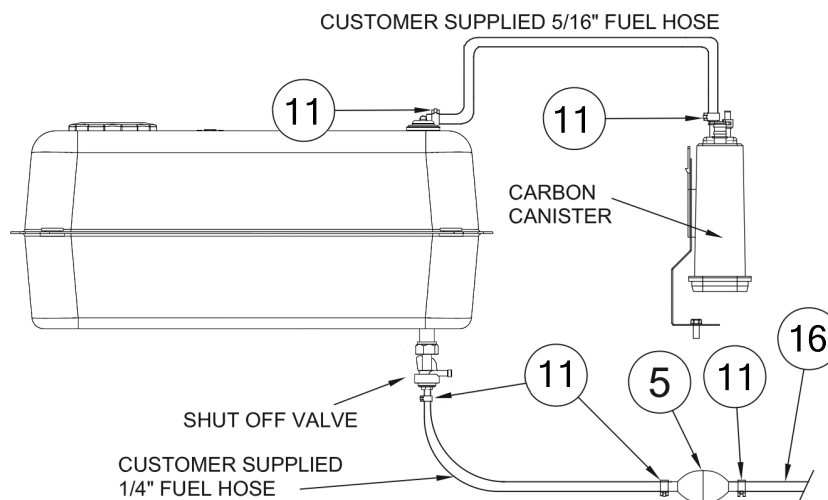 CUSTOMER SUPPLIED 5/16" FUEL HOSE
11
11
CARBON
CANISTER
16
11
5
11
SHUT OFF VALVE
CUSTOMER SUPPLIED
1/4" FUEL HOSE